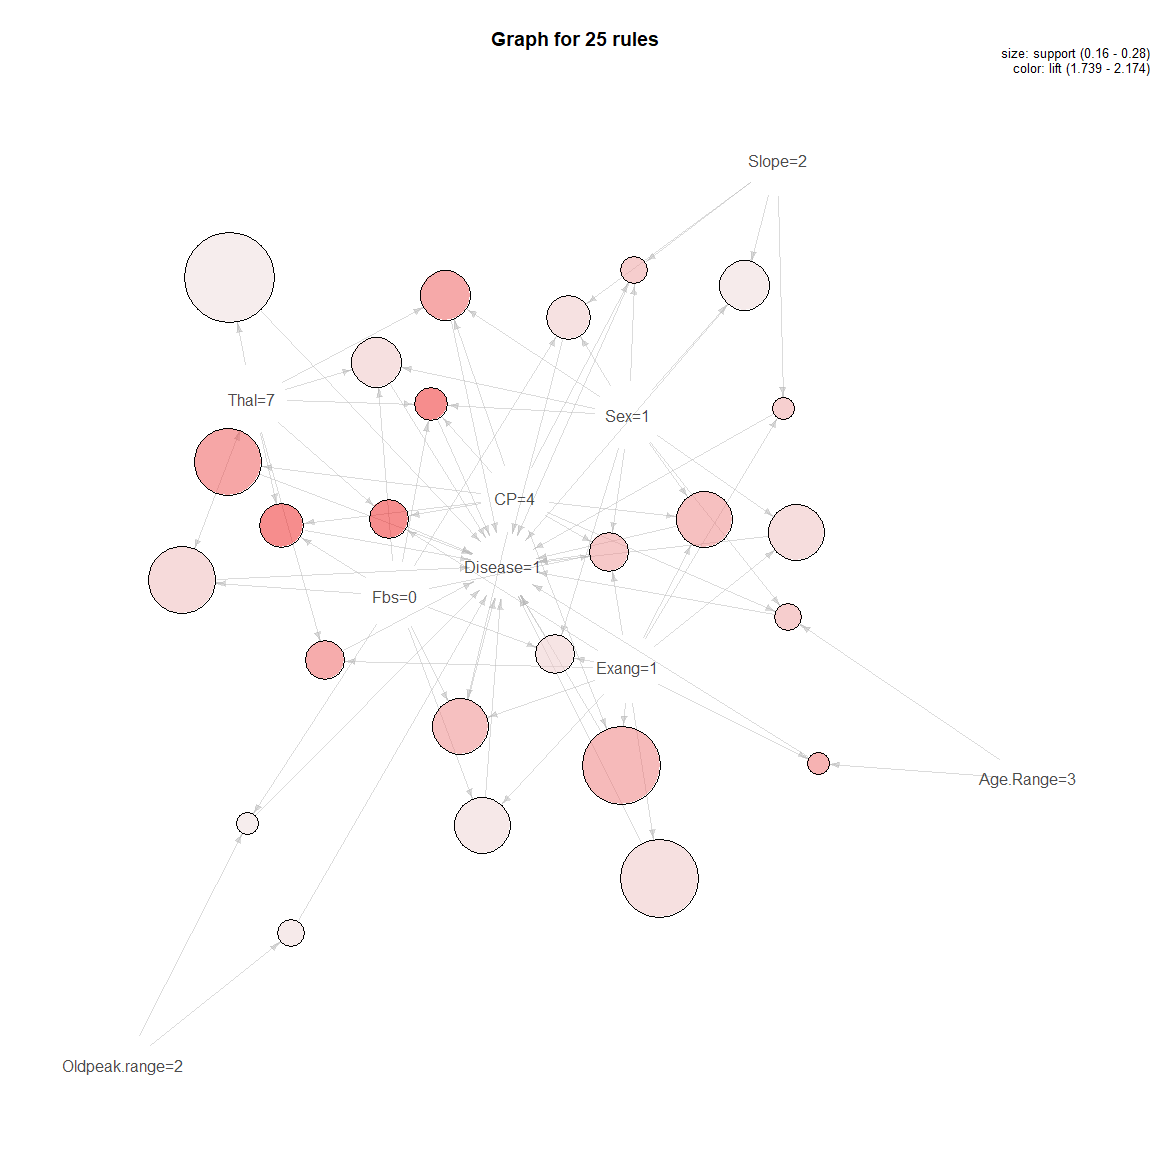 Graph for 25 rules
size: support (0.16 - 0.28)
color: lift (1.739 - 2.174)
Slope=2
Thal=7
Sex=1
CP=4
Disease=1
Fbs=0
Exang=1
Age.Range=3
Oldpeak.range=2